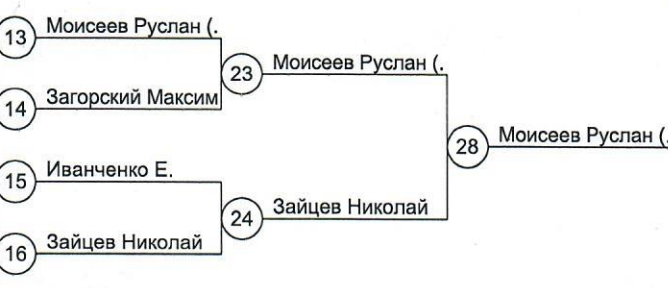 13 Моисеев Руслан (.
14 Загорский Максим
15 Иванченко Е.
16 Зайцев Николай
23 Моисеев Руслан (.
24 Зайцев Николай
28 Моисеев Руслан (.